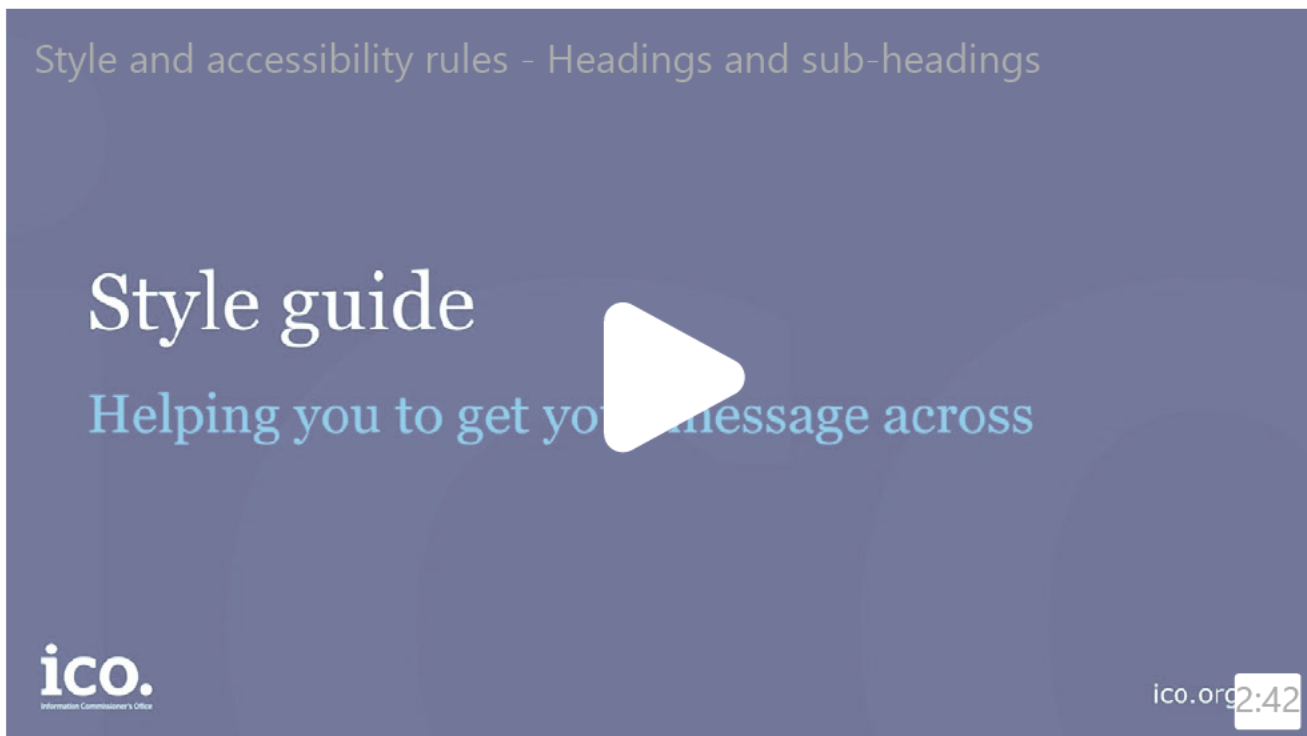 Style and accessibility rules - Headings and sub-headings
Style guide
Helping you to get message across
ico.
Information Commissioner's Office
ico.org
2:42